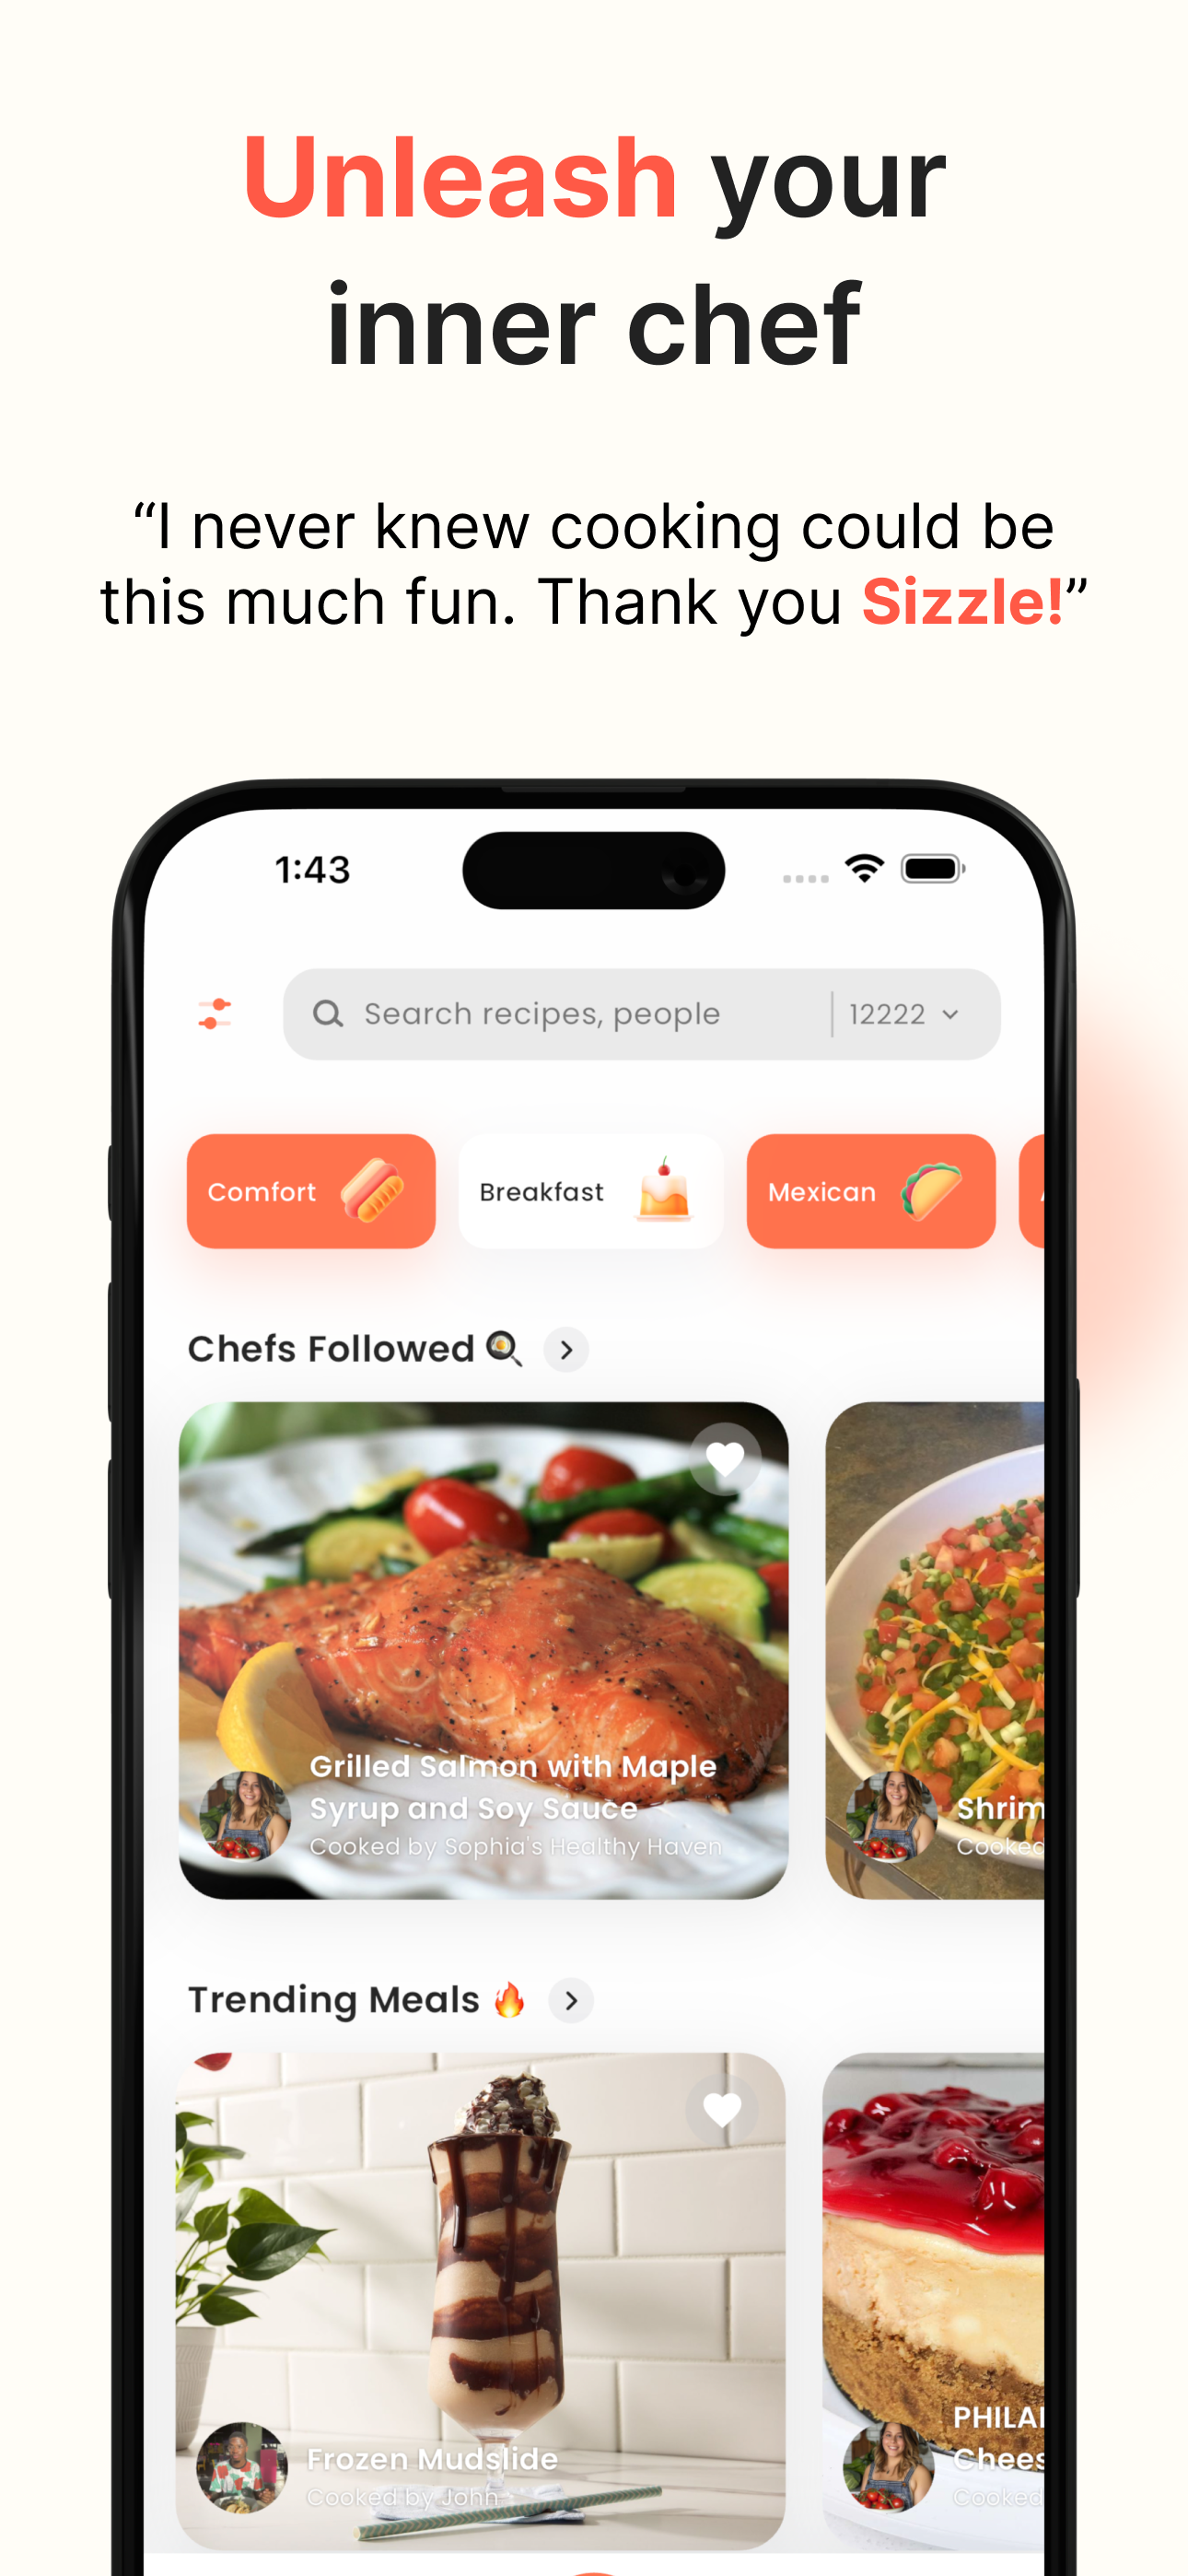 Unleash your
inner chef
“I never knew cooking could be
this much fun. Thank you Sizzle!”
1:43
Search recipes, people
12222
Comfort
Breakfast
Mexican
Chefs Followed
Grilled Salmon with Maple
Syrup and Soy Sauce
Cooked by Sophia's Healthy Haven
Shrim
Cooked
Trending Meals
Frozen Mudslide
Cooked by John
PHILA
Chees
Cooked